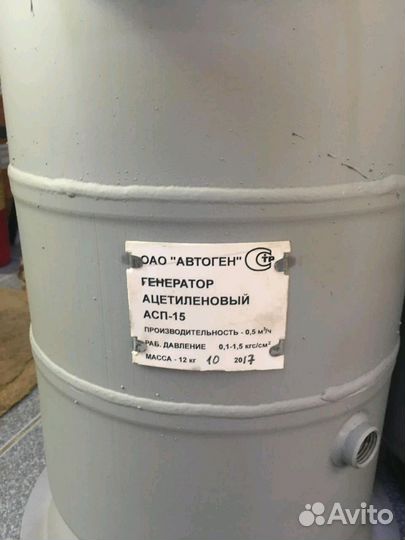 ОАО "АВТОГЕН" СТР
ГЕНЕРАТОР
АЦЕТИЛЕНОВЫЙ
АСП-15
ПРОИЗВОДИТЕЛЬНОСТЬ - 0,5 м³/ч
РАБ. ДАВЛЕНИЕ 0,1-1,5 кгс/см²
МАССА - 12 кг 10 2017
Avito